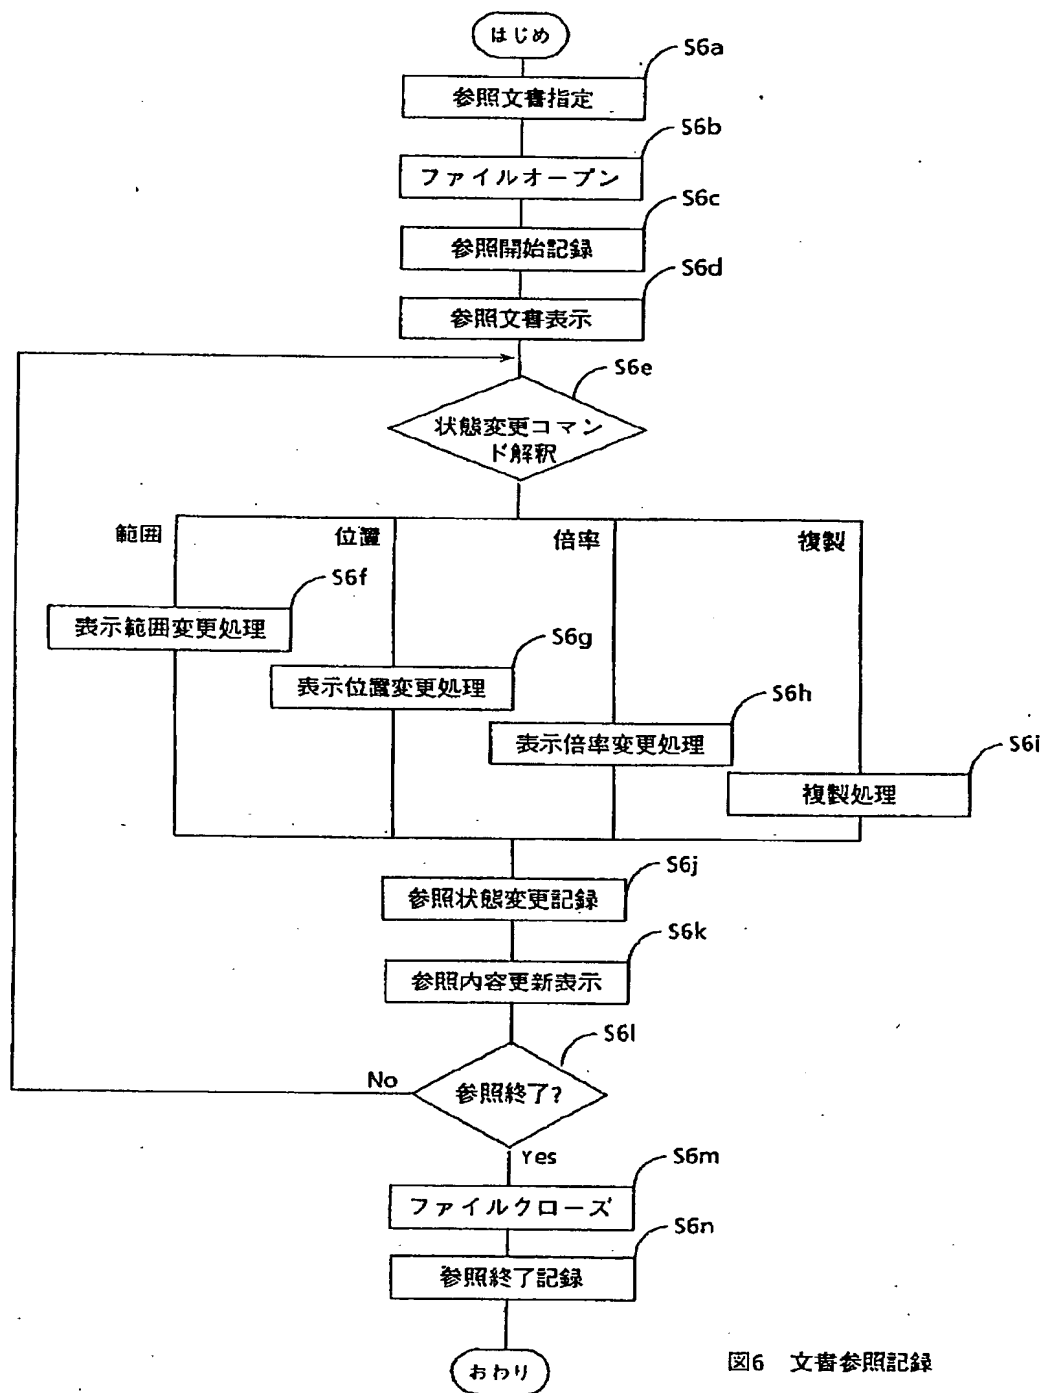 はじめ
S6a
参照文書指定
S6b
ファイルオープン
S6c
参照開始記録
S6d
参照文書表示
S6e
状態変更コマン
ド解釈
範囲
位置
倍率
複製
S6f
表示範囲変更処理
S6g
表示位置変更処理
S6h
表示倍率変更処理
S6i
複製処理
S6j
参照状態変更記録
S6k
参照内容更新表示
S6l
参照終了?
No
Yes
S6m
ファイルクローズ
S6n
参照終了記録
おわり
図6 文書参照記録